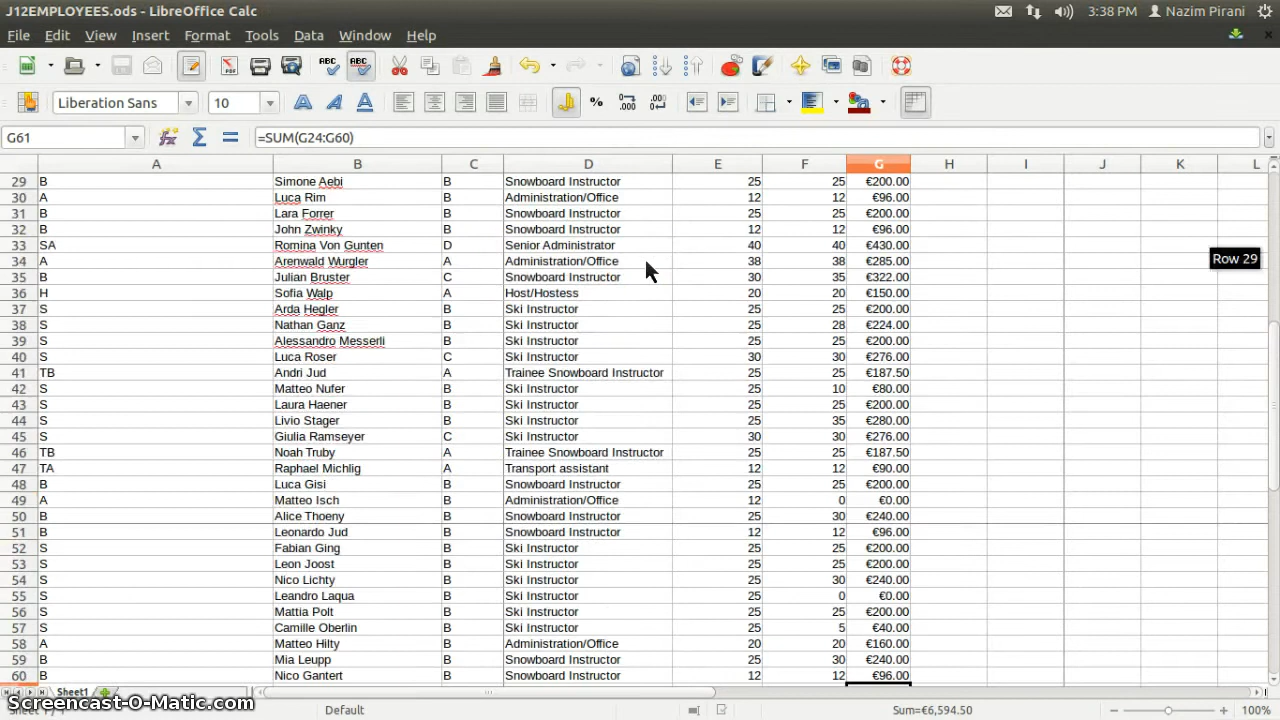 J12EMPLOYEES.ods - LibreOffice Calc 3:38 PM Nazim Pirani
File Edit View Insert Format Tools Data Window Help
Liberation Sans 10
G61 =SUM(G24:G60)
A B C D E F G H I J K L
29 B Simone Aebi B Snowboard Instructor 25 25 €200.00
30 A Luca Rim B Administration/Office 12 12 €96.00
31 B Lara Forrer B Snowboard Instructor 25 25 €200.00
32 B John Zwinky B Snowboard Instructor 12 12 €96.00
33 SA Romina Von Gunten D Senior Administrator 40 40 €430.00
34 A Arenwald Wurgler A Administration/Office 38 38 €285.00
Row 29
35 B Julian Bruster C Snowboard Instructor 30 35 €322.00
36 H Sofia Walp A Host/Hostess 20 20 €150.00
37 S Arda Hegler B Ski Instructor 25 25 €200.00
38 S Nathan Ganz B Ski Instructor 25 28 €224.00
39 S Alessandro Messerli B Ski Instructor 25 25 €200.00
40 S Luca Roser C Ski Instructor 30 30 €276.00
41 TB Andri Jud A Trainee Snowboard Instructor 25 25 €187.50
42 S Matteo Nufer B Ski Instructor 25 10 €80.00
43 S Laura Haener B Ski Instructor 25 25 €200.00
44 S Livio Stager B Ski Instructor 25 35 €280.00
45 S Giulia Ramseyer C Ski Instructor 30 30 €276.00
46 TB Noah Truby A Trainee Snowboard Instructor 25 25 €187.50
47 TA Raphael Michlig A Transport assistant 12 12 €90.00
48 B Luca Gisi B Snowboard Instructor 25 25 €200.00
49 A Matteo Isch B Administration/Office 12 0 €0.00
50 B Alice Thoeny B Snowboard Instructor 25 30 €240.00
51 B Leonardo Jud B Snowboard Instructor 12 12 €96.00
52 S Fabian Ging B Ski Instructor 25 25 €200.00
53 S Leon Joost B Ski Instructor 25 25 €200.00
54 S Nico Lichty B Ski Instructor 25 30 €240.00
55 S Leandro Laqua B Ski Instructor 25 0 €0.00
56 S Mattia Polt B Ski Instructor 25 25 €200.00
57 S Camille Oberlin B Ski Instructor 25 5 €40.00
58 A Matteo Hilty B Administration/Office 20 20 €160.00
59 B Mia Leupp B Snowboard Instructor 25 30 €240.00
60 B Nico Gantert B Snowboard Instructor 12 12 €96.00
Sheet1
Screencast-O-Matic.com Default Sum=€6,594.50 100%